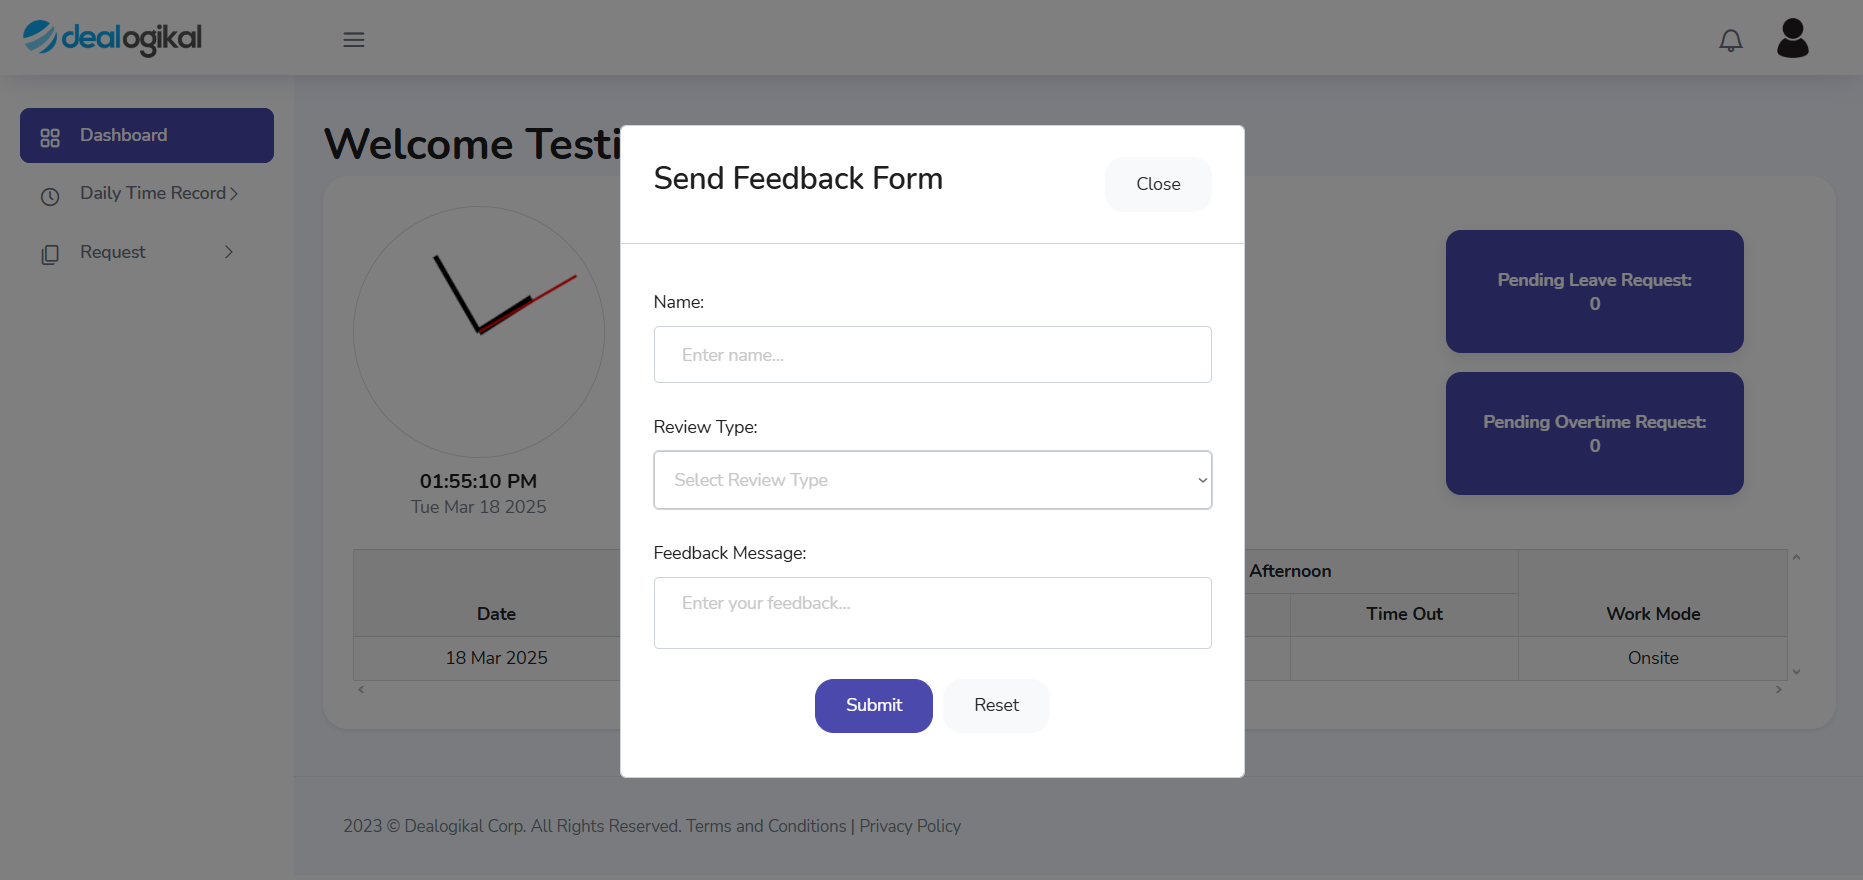 dealogikal
Dashboard
Daily Time Record
Request
Welcome Testi
01:55:10 PM
Tue Mar 18 2025
Pending Leave Request:
0
Pending Overtime Request:
0
Date
Afternoon
Time Out
Work Mode
18 Mar 2025
Onsite
Send Feedback Form
Close
Name:
Enter name...
Review Type:
Select Review Type
Feedback Message:
Enter your feedback...
Submit
Reset
2023 © Dealogikal Corp. All Rights Reserved. Terms and Conditions | Privacy Policy